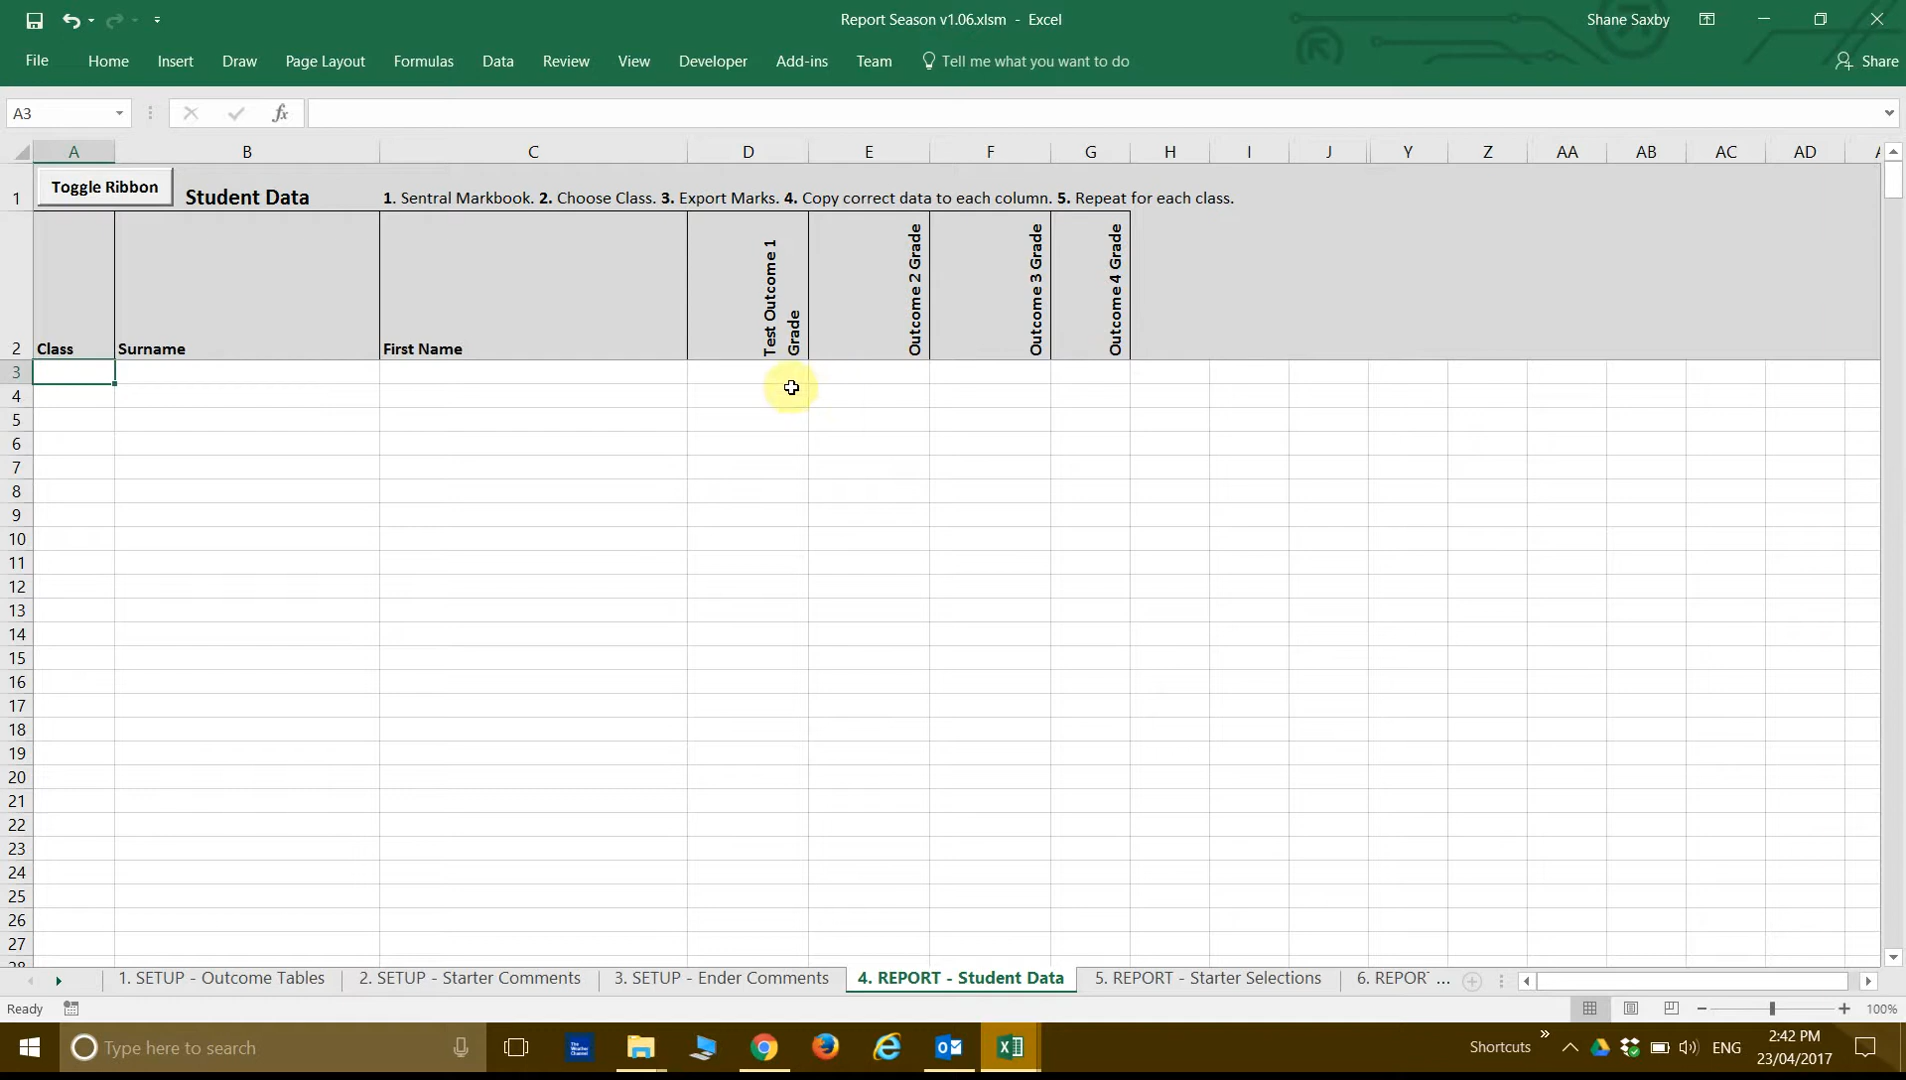 Report Season v1.06.xlsm - Excel
Shane Saxby
File Home Insert Draw Page Layout Formulas Data Review View Developer Add-ins Team Tell me what you want to do Share
A3 fx
A B C D E F G H I J Y Z AA AB AC AD
1 Toggle Ribbon Student Data 1. Sentral Markbook. 2. Choose Class. 3. Export Marks. 4. Copy correct data to each column. 5. Repeat for each class.
2 Class Surname First Name
Test Outcome 1
Grade
Outcome 2 Grade
Outcome 3 Grade
Outcome 4 Grade
3
4
5
6
7
8
9
10
11
12
13
14
15
16
17
18
19
20
21
22
23
24
25
26
27
1. SETUP - Outcome Tables 2. SETUP - Starter Comments 3. SETUP - Ender Comments 4. REPORT - Student Data 5. REPORT - Starter Selections 6. REPOR ...
Ready 100%
Type here to search Shortcuts » ENG 2:42 PM
23/04/2017